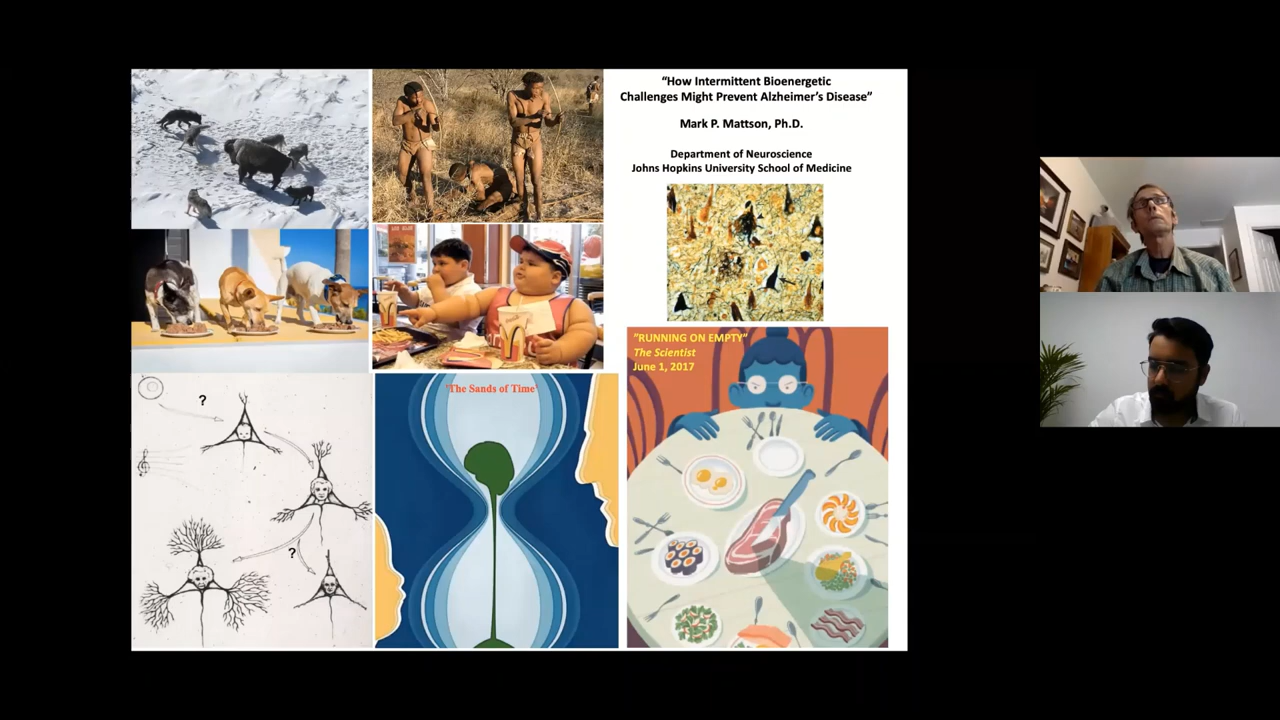 “How Intermittent Bioenergetic
Challenges Might Prevent Alzheimer’s Disease”
Mark P. Mattson, Ph.D.
Department of Neuroscience
Johns Hopkins University School of Medicine
”RUNNING ON EMPTY”
The Scientist
June 1, 2017
?
?
'The Sands of Time'